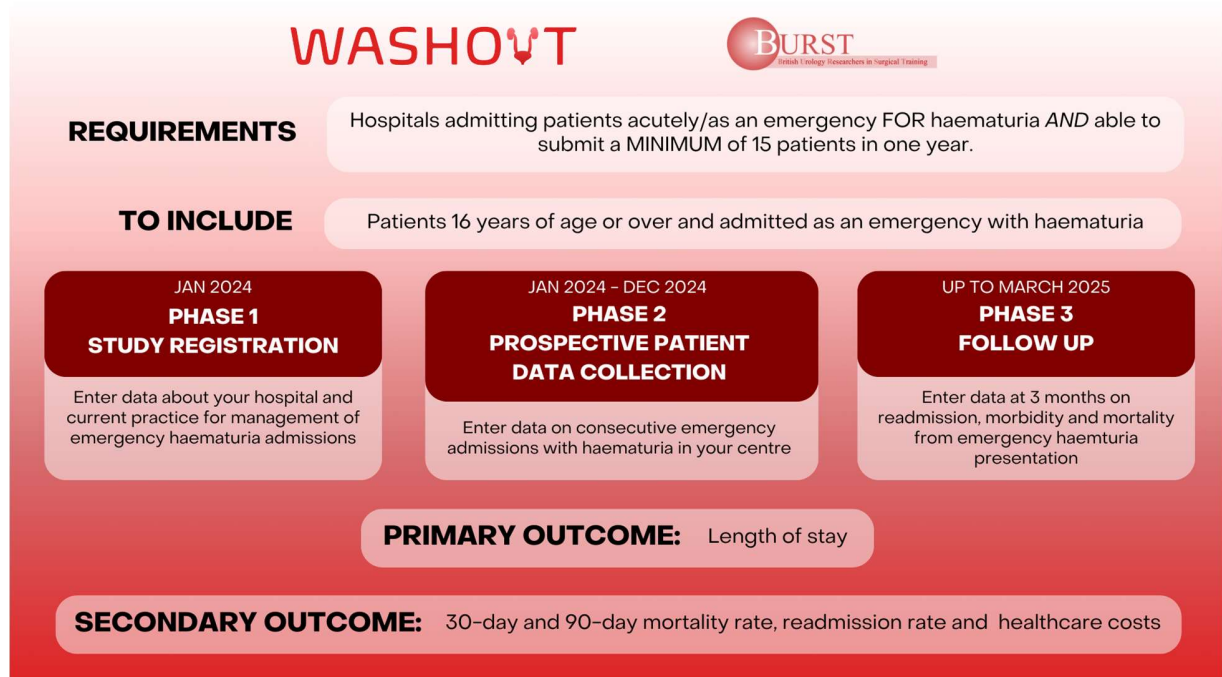 WASHOUT
BURST
British Urology Researchers in Surgical Training
REQUIREMENTS
Hospitals admitting patients acutely/as an emergency FOR haematuria AND able to
submit a MINIMUM of 15 patients in one year.
TO INCLUDE
Patients 16 years of age or over and admitted as an emergency with haematuria
JAN 2024
PHASE 1
STUDY REGISTRATION
Enter data about your hospital and
current practice for management of
emergency haematuria admissions
JAN 2024 - DEC 2024
PHASE 2
PROSPECTIVE PATIENT
DATA COLLECTION
Enter data on consecutive emergency
admissions with haematuria in your centre
UP TO MARCH 2025
PHASE 3
FOLLOW UP
Enter data at 3 months on
readmission, morbidity and mortality
from emergency haemturia
presentation
PRIMARY OUTCOME: Length of stay
SECONDARY OUTCOME: 30-day and 90-day mortality rate, readmission rate and healthcare costs